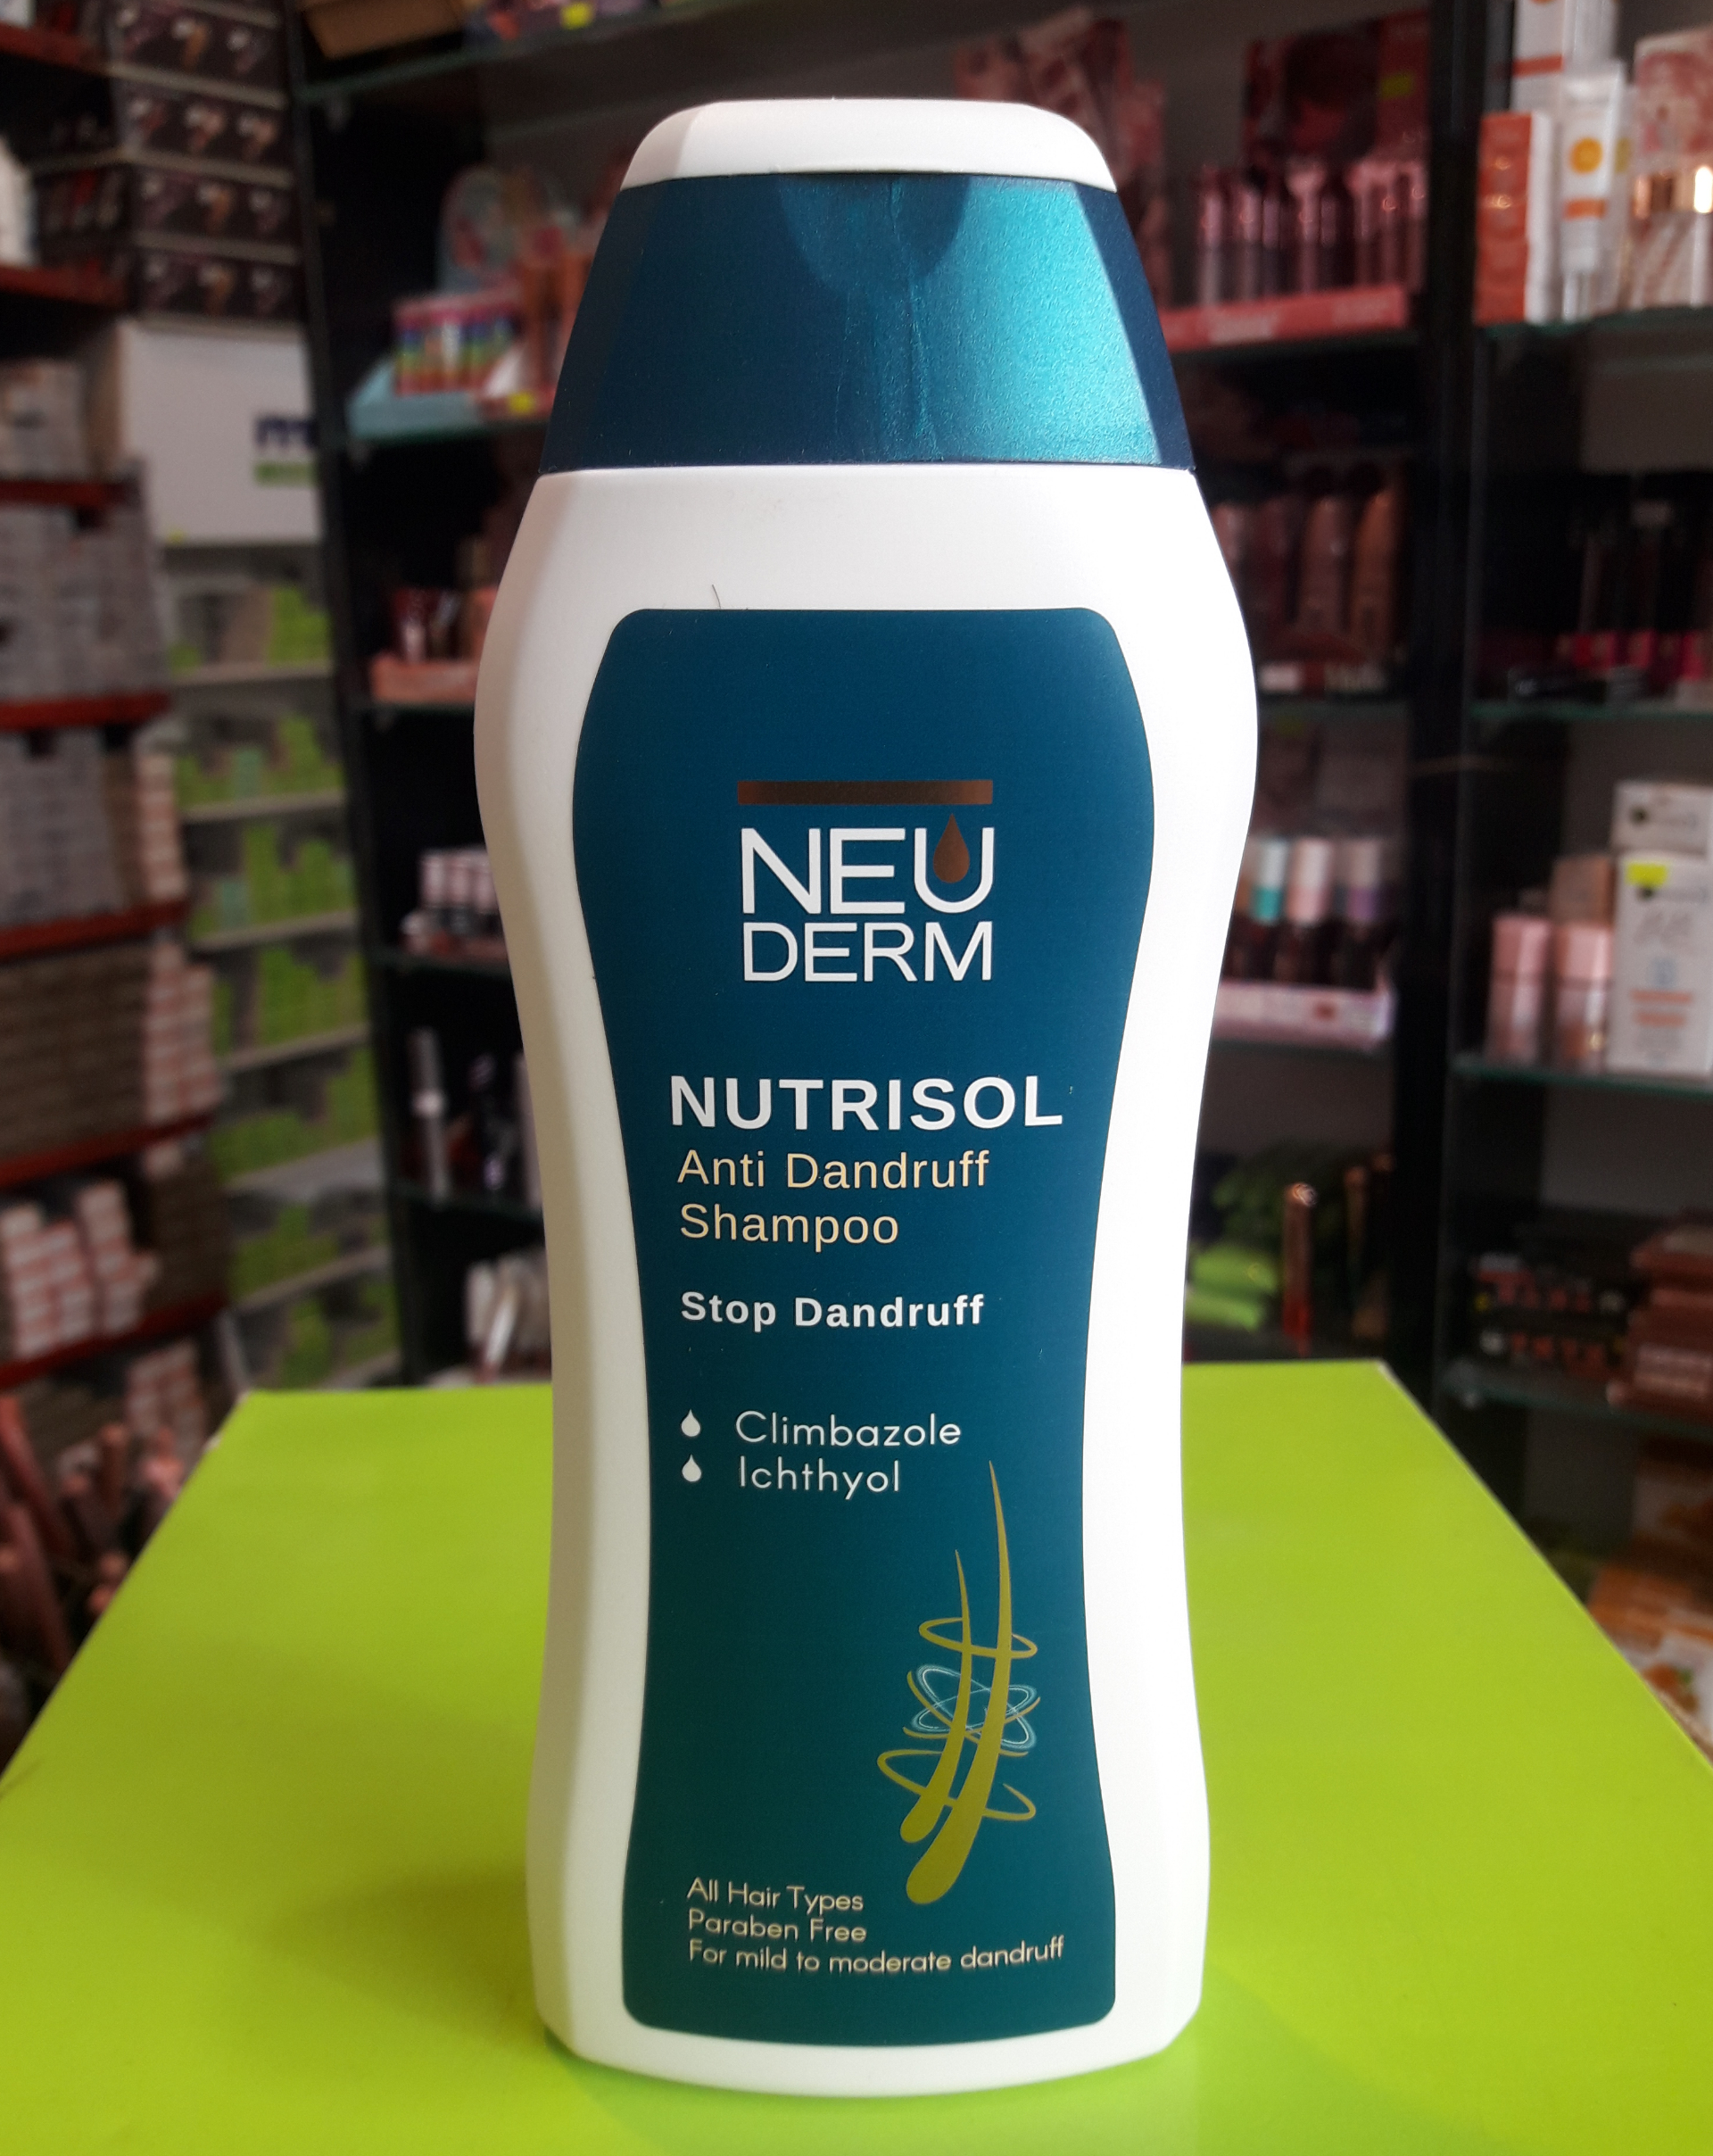 NEU
DERM
NUTRISOL
Anti Dandruff
Shampoo
Stop Dandruff
Climbazole
Ichthyol
All Hair Types
Paraben Free
For mild to moderate dandruff